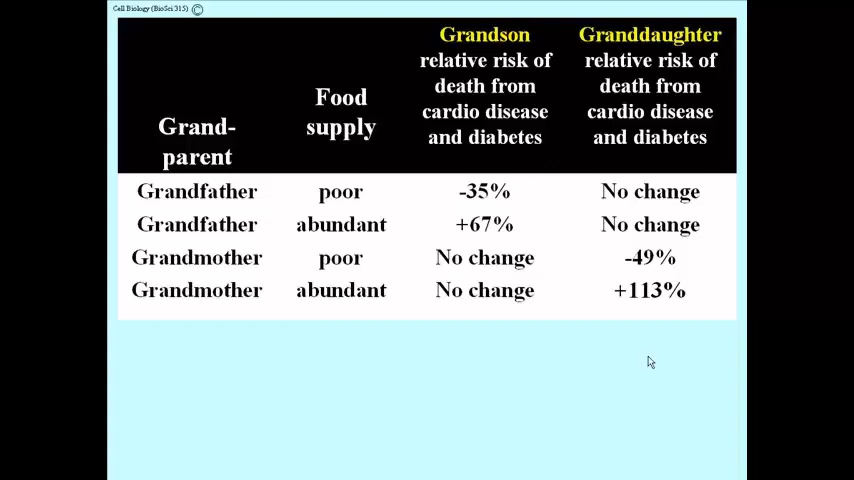 Cell Biology (BioSci 315) ©
Grand-
parent
Food
supply
Grandson
relative risk of
death from
cardio disease
and diabetes
Granddaughter
relative risk of
death from
cardio disease
and diabetes
Grandfather poor -35% No change
Grandfather abundant +67% No change
Grandmother poor No change -49%
Grandmother abundant No change +113%